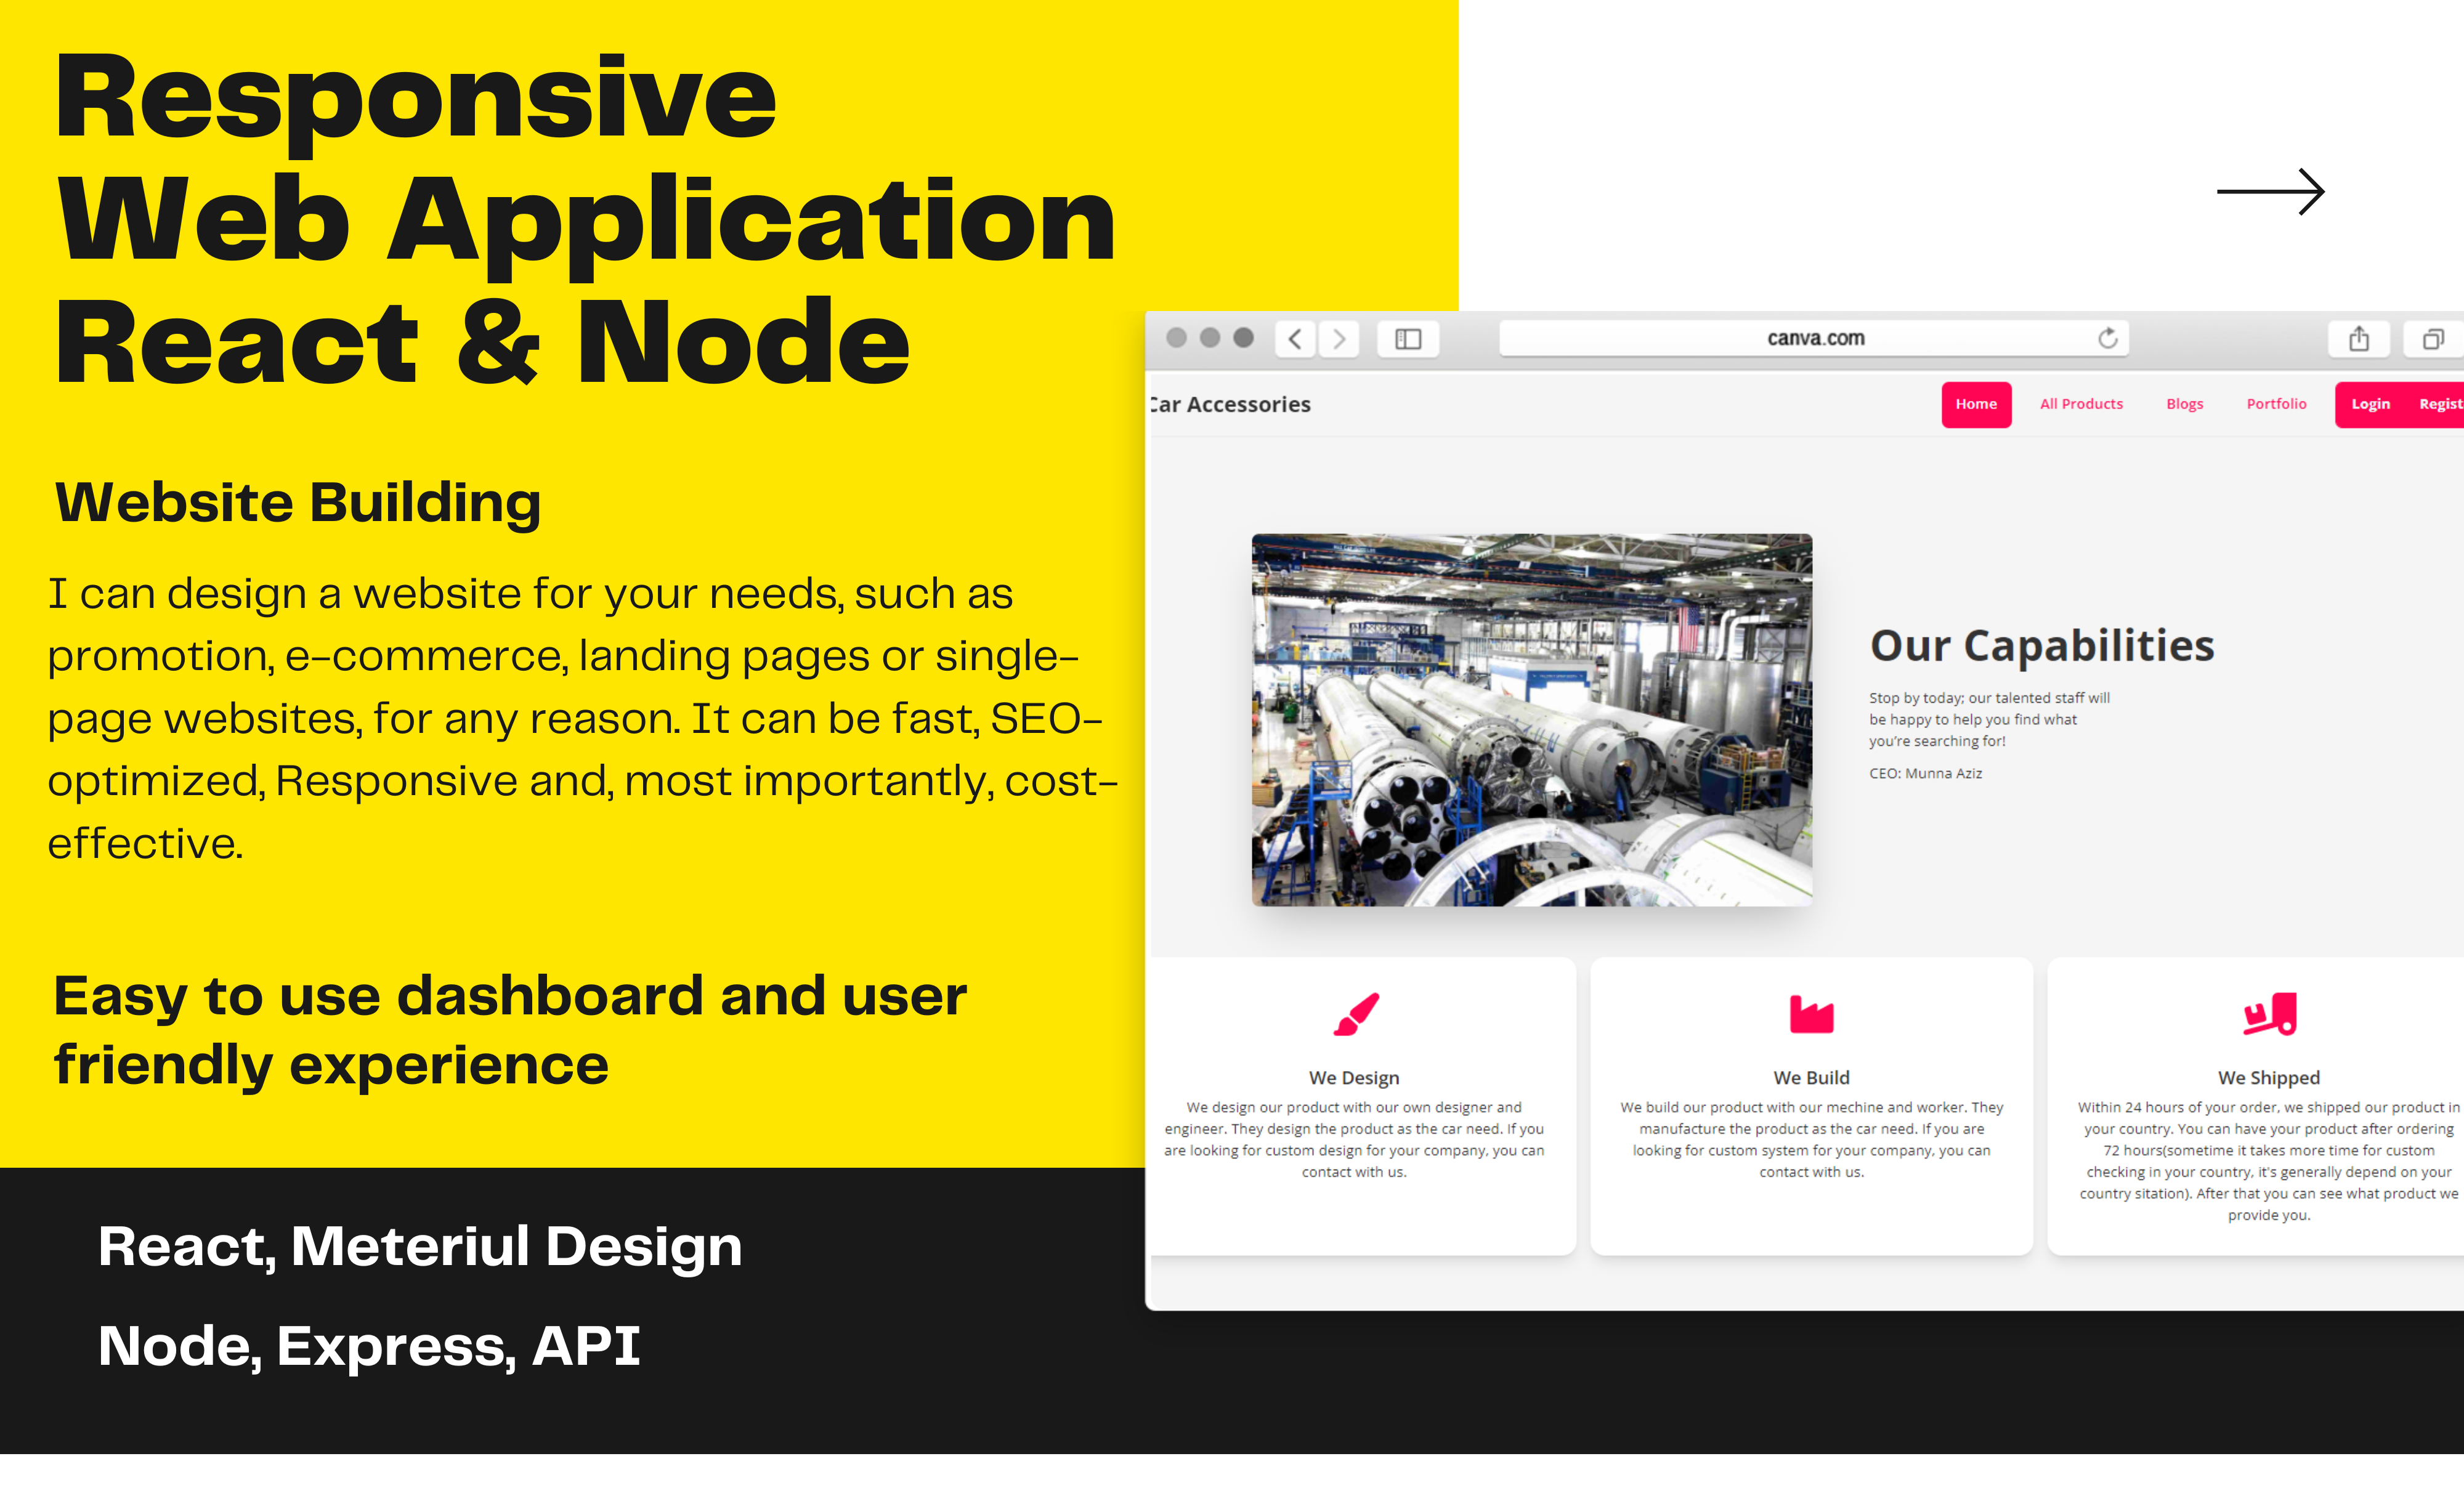 Responsive
Web Application
React & Node
Website Building
I can design a website for your needs, such as
promotion, e-commerce, landing pages or single-
page websites, for any reason. It can be fast, SEO-
optimized, Responsive and, most importantly, cost-
effective.
Easy to use dashboard and user
friendly experience
React, Meteriul Design
Node, Express, API
canva.com
Car Accessories
Home All Products Blogs Portfolio Login Regist
Our Capabilities
Stop by today; our talented staff will
be happy to help you find what
you're searching for!
CEO: Munna Aziz
We Design
We design our product with our own designer and
engineer. They design the product as the car need. If you
are looking for custom design for your company, you can
contact with us.
We Build
We build our product with our mechine and worker. They
manufacture the product as the car need. If you are
looking for custom system for your company, you can
contact with us.
We Shipped
Within 24 hours of your order, we shipped our product in
your country. You can have your product after ordering
72 hours(sometime it takes more time for custom
checking in your country, it's generally depend on your
country sitation). After that you can see what product we
provide you.